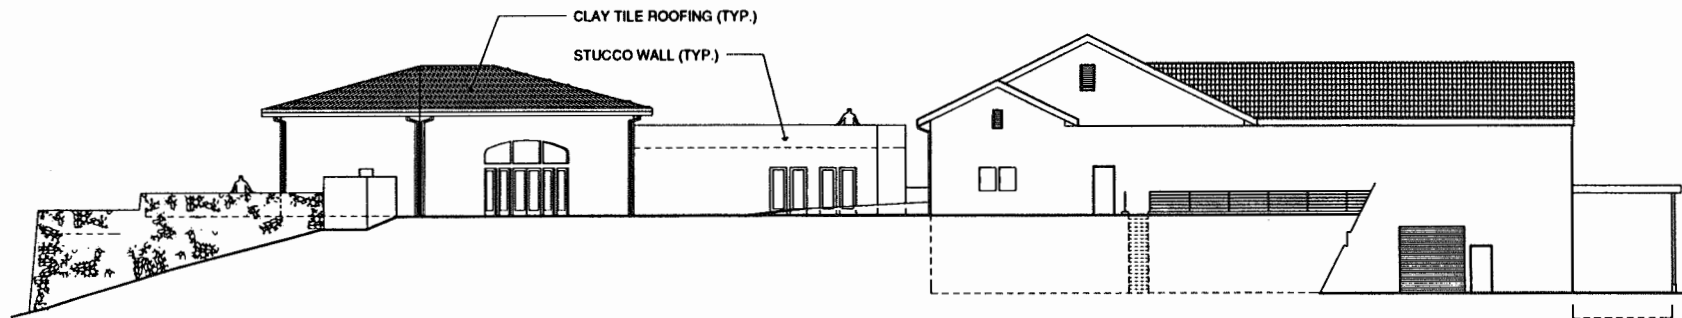 CLAY TILE ROOFING (TYP.)
STUCCO WALL (TYP.)